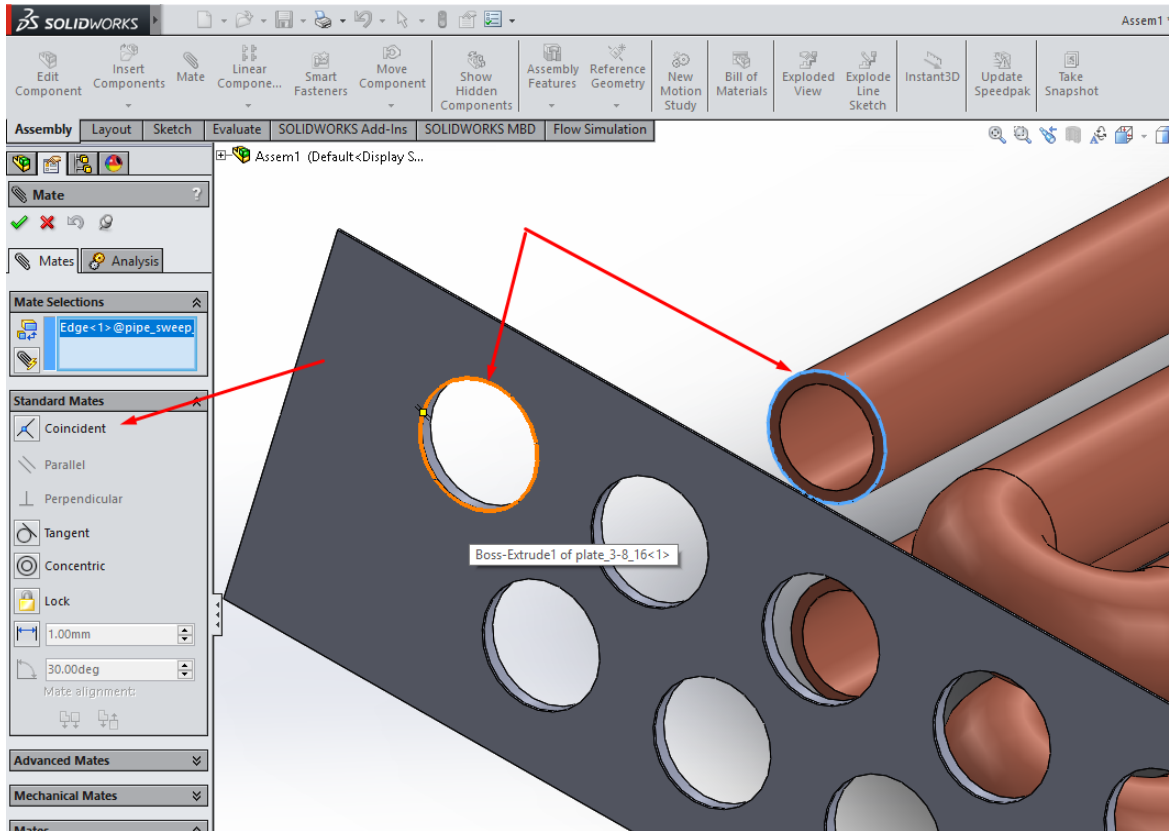 SOLIDWORKS
Assem1 *
Edit Component
Insert Components
Mate
Linear Compone...
Smart Fasteners
Move Component
Show Hidden Components
Assembly Features
Reference Geometry
New Motion Study
Bill of Materials
Exploded View
Explode Line Sketch
Instant3D
Update Speedpak
Take Snapshot
Assembly Layout Sketch Evaluate SOLIDWORKS Add-Ins SOLIDWORKS MBD Flow Simulation
Assem1 (Default<Display S...
Mate ?
Mates Analysis
Mate Selections
Edge<1>@pipe_sweep_
Standard Mates
Coincident
Parallel
Perpendicular
Tangent
Concentric
Lock
1.00mm
30.00deg
Mate alignment:
Advanced Mates
Mechanical Mates
Mates
Boss-Extrude1 of plate_3-8_16<1>